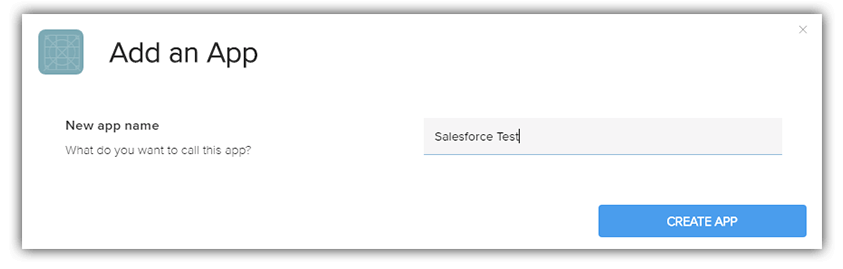 Add an App
New app name
What do you want to call this app?
Salesforce Test
CREATE APP